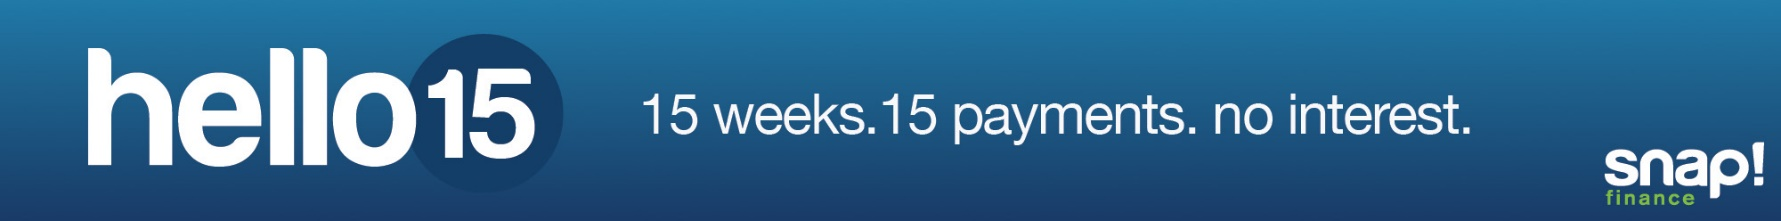 hello15
15 weeks.15 payments. no interest.
snap!
finance